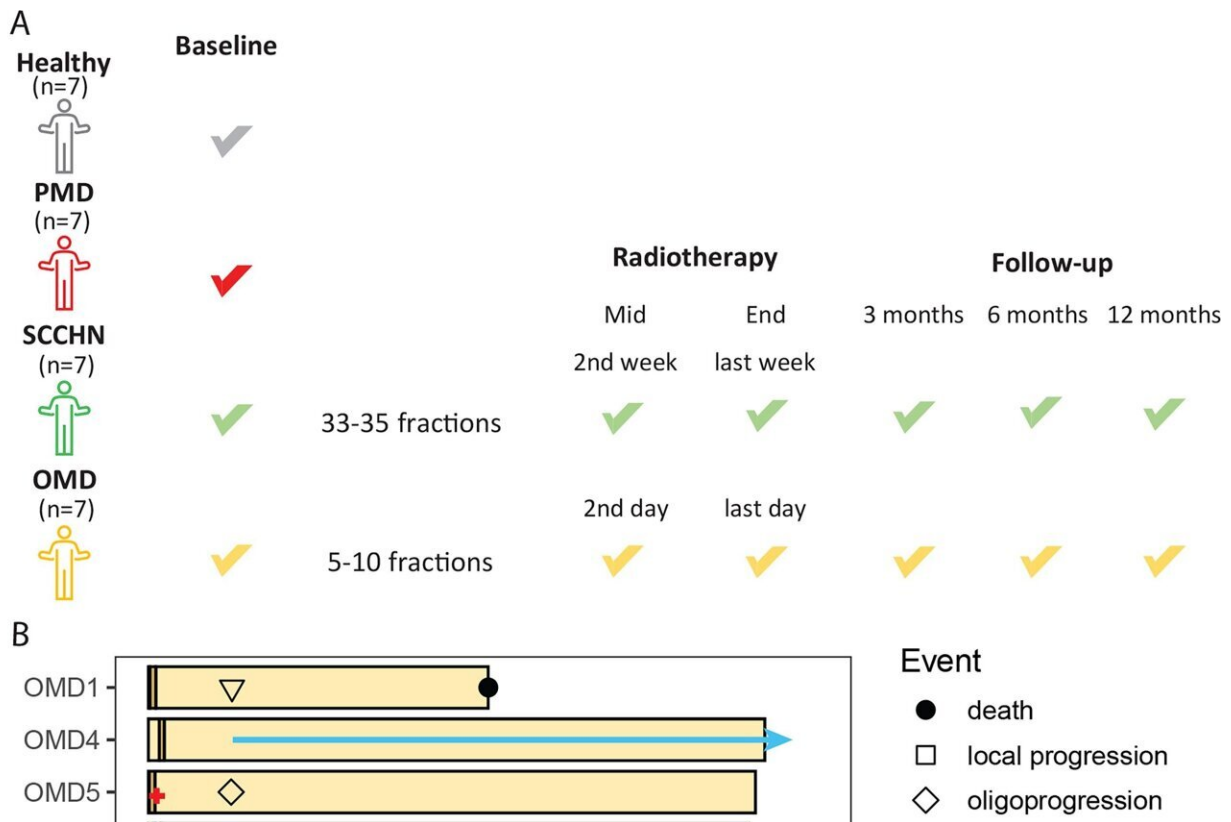 A
Baseline
Healthy
(n=7)
PMD
(n=7)
Radiotherapy
Follow-up
Mid
End
3 months
6 months
12 months
SCCHN
(n=7)
2nd week
last week
33-35 fractions
OMD
(n=7)
2nd day
last day
5-10 fractions
B
OMD1
OMD4
OMD5
Event
death
local progression
oligoprogression